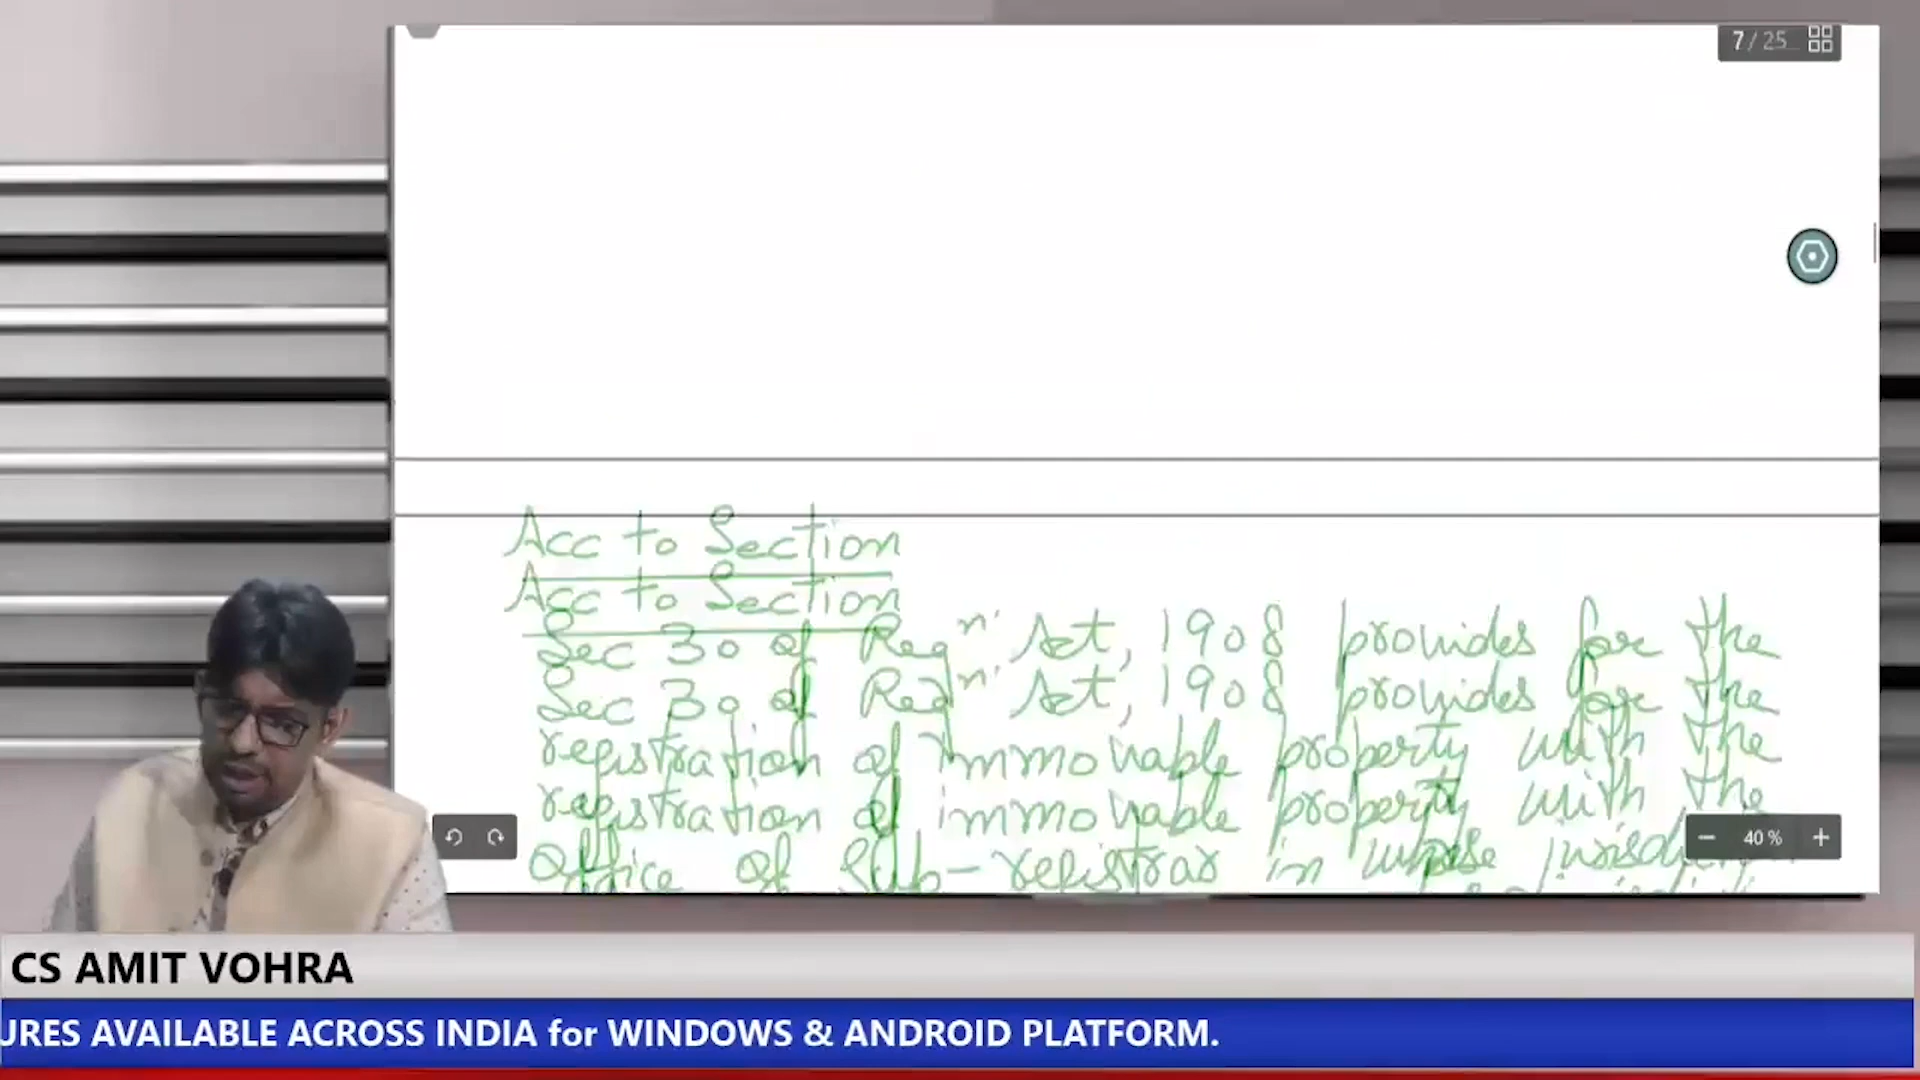 7 / 25
Acc to Section
Acc to Section
Sec 30 of Regn. Act, 1908 provides for the
Sec 30 of Regn. Act, 1908 provides for the
registration of immovable property with the
registration of immovable property with the
office of Sub-registrar in whose
40 %
CS AMIT VOHRA
URES AVAILABLE ACROSS INDIA for WINDOWS & ANDROID PLATFORM.